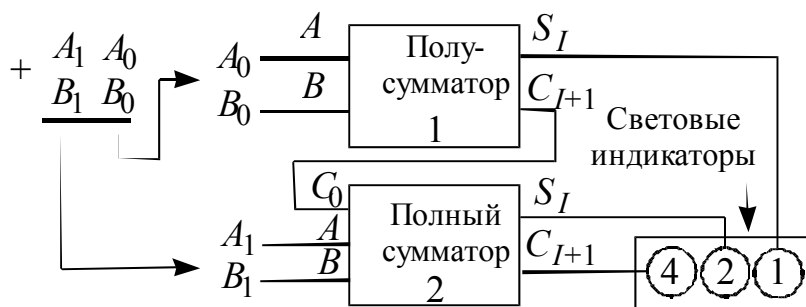 + A1 A0
B1 B0
A0 A
B0 B
Полу-
сумматор
1
SI
CI+1
Световые
индикаторы
C0
A1 A
B1 B
Полный
сумматор
2
SI
CI+1
4 2 1